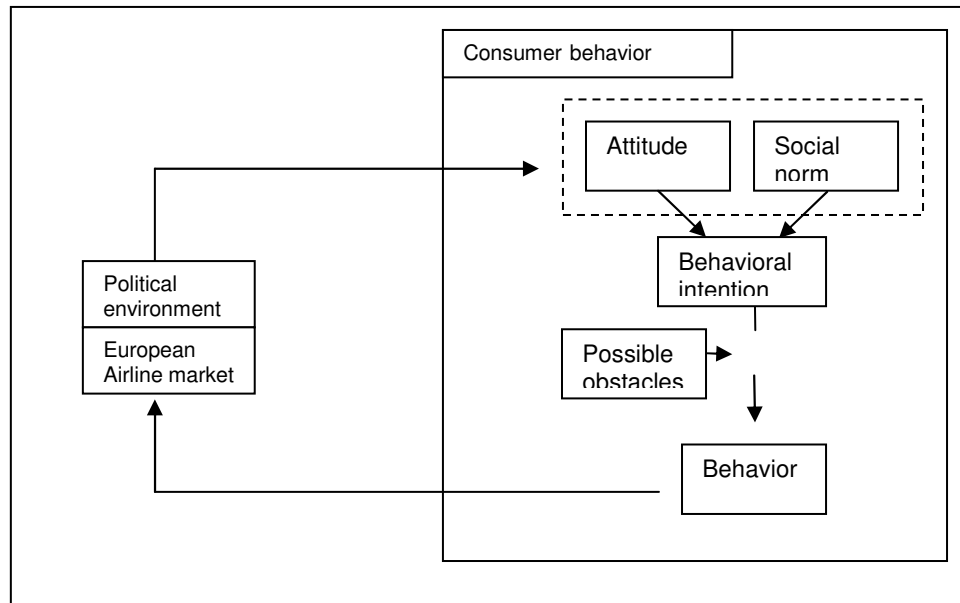 Consumer behavior
Attitude
Social
norm
Behavioral
intention
Political
environment
European
Airline market
Possible
obstacles
Behavior